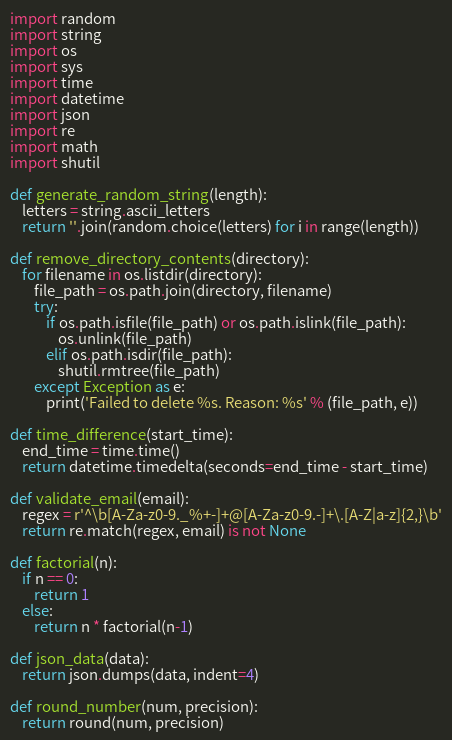 import random
import string
import os
import sys
import time
import datetime
import json
import re
import math
import shutil

def generate_random_string(length):
    letters = string.ascii_letters
    return ''.join(random.choice(letters) for i in range(length))

def remove_directory_contents(directory):
    for filename in os.listdir(directory):
        file_path = os.path.join(directory, filename)
        try:
            if os.path.isfile(file_path) or os.path.islink(file_path):
                os.unlink(file_path)
            elif os.path.isdir(file_path):
                shutil.rmtree(file_path)
        except Exception as e:
            print('Failed to delete %s. Reason: %s' % (file_path, e))

def time_difference(start_time):
    end_time = time.time()
    return datetime.timedelta(seconds=end_time - start_time)

def validate_email(email):
    regex = r'^\b[A-Za-z0-9._%+-]+@[A-Za-z0-9.-]+\.[A-Z|a-z]{2,}\b'
    return re.match(regex, email) is not None

def factorial(n):
    if n == 0:
        return 1
    else:
        return n * factorial(n-1)

def json_data(data):
    return json.dumps(data, indent=4)

def round_number(num, precision):
    return round(num, precision)